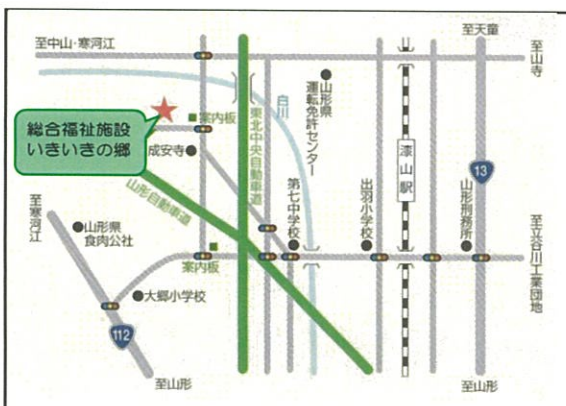 至中山・寒河江
至天童
至山寺
山形県
運転免許センター
白川
案内板
東北中央自動車道
総合福祉施設
いきいきの郷
成安寺
漆山駅
13
至寒河江
山形自動車道
第七中学校
出羽小学校
山形刑務所
至立谷川工業団地
山形県
食肉公社
案内板
大郷小学校
112
至山形
至山形